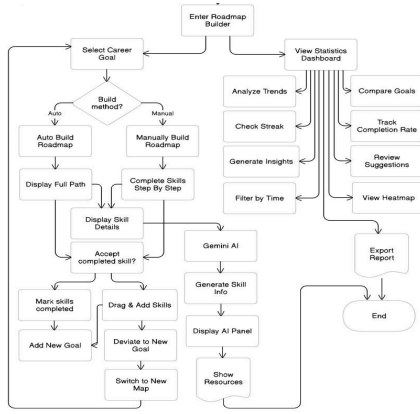 Enter Roadmap
Builder
Select Career
Goal
View Statistics
Dashboard
Build
method?
Auto
Manual
Analyze Trends
Compare Goals
Auto Build
Roadmap
Manually Build
Roadmap
Check Streak
Track
Completion Rate
Display Full Path
Complete Skills
Step By Step
Generate Insights
Review
Suggestions
Display Skill
Details
Filter by Time
View Heatmap
Accept
completed skill?
Gemini AI
Export
Report
Mark skills
completed
Drag & Add Skills
Generate Skill
Info
End
Add New Goal
Deviate to New
Goal
Display AI Panel
Switch to New
Map
Show
Resources